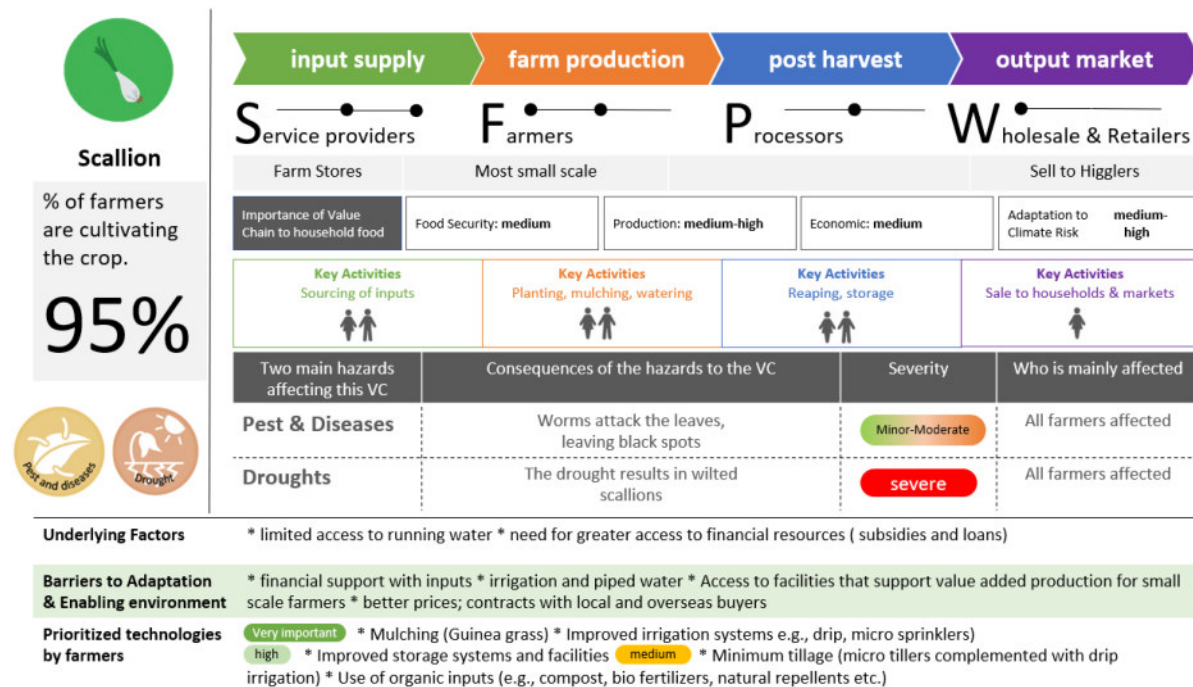 input supply
farm production
post harvest
output market
Service providers
Farmers
Processors
Wholesale & Retailers
Scallion
Farm Stores
Most small scale
Sell to Higglers
% of farmers
are cultivating
the crop.
95%
Importance of Value
Chain to household food
Food Security: medium
Production: medium-high
Economic: medium
Adaptation to
Climate Risk
medium-
high
Key Activities
Sourcing of inputs
Key Activities
Planting, mulching, watering
Key Activities
Reaping, storage
Key Activities
Sale to households & markets
Two main hazards
affecting this VC
Consequences of the hazards to the VC
Severity
Who is mainly affected
Pest & Diseases
Worms attack the leaves,
leaving black spots
Minor-Moderate
All farmers affected
Droughts
The drought results in wilted
scallions
severe
All farmers affected
Pest and diseases
Drought
Underlying Factors
* limited access to running water * need for greater access to financial resources ( subsidies and loans)
Barriers to Adaptation
& Enabling environment
* financial support with inputs * irrigation and piped water * Access to facilities that support value added production for small
scale farmers * better prices; contracts with local and overseas buyers
Prioritized technologies
by farmers
Very important * Mulching (Guinea grass) * Improved irrigation systems e.g., drip, micro sprinklers)
high * Improved storage systems and facilities medium * Minimum tillage (micro tillers complemented with drip
irrigation) * Use of organic inputs (e.g., compost, bio fertilizers, natural repellents etc.)